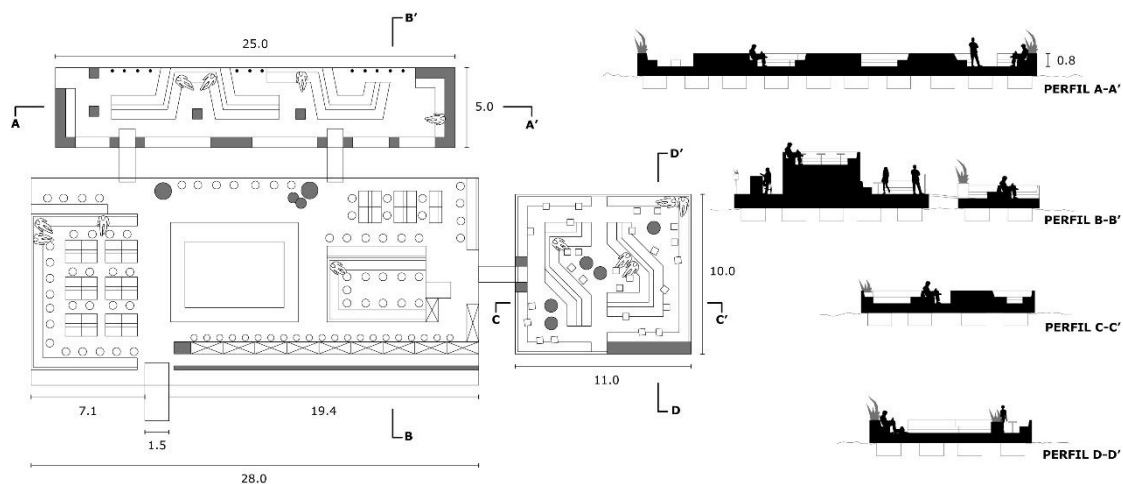 B'
25.0
A
A'
5.0
0.8
PERFIL A-A'
D'
PERFIL B-B'
10.0
C
C'
PERFIL C-C'
11.0
7.1
19.4
1.5
B
D
28.0
PERFIL D-D'